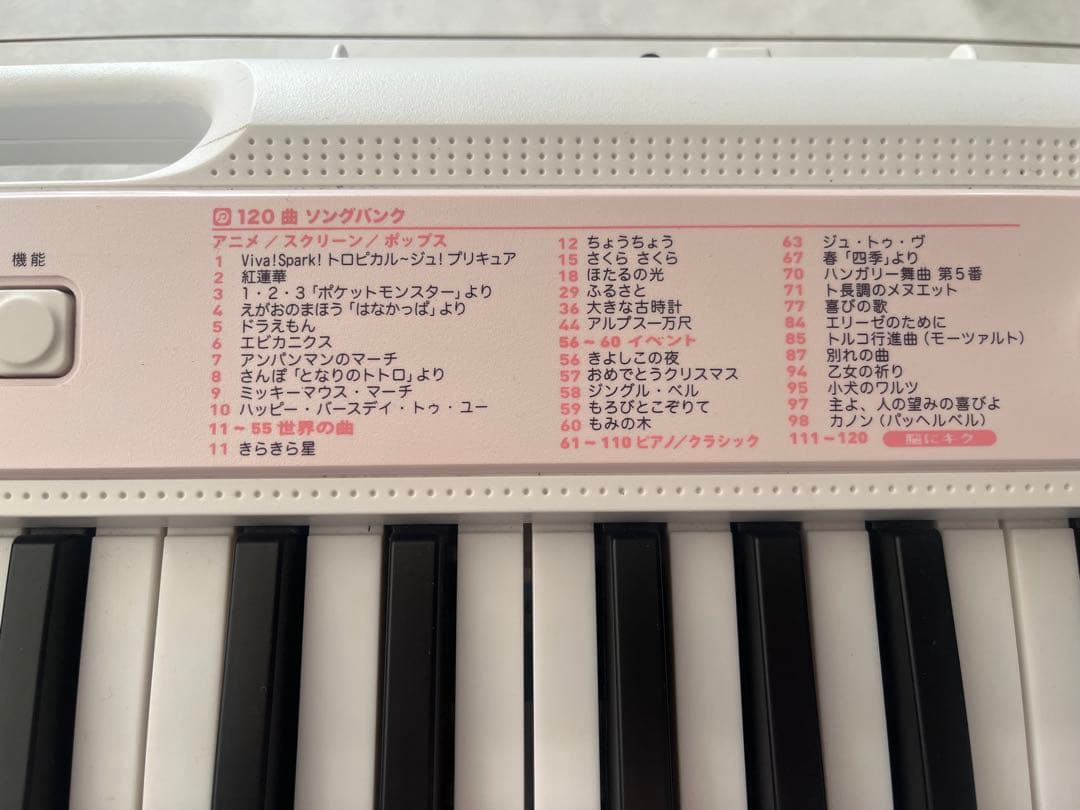 機能
120 曲 ソングバンク
アニメ / スクリーン / ポップス
1 Viva!Spark!トロピカル~ジュ!プリキュア
2 紅蓮華
3 1・2・3「ポケットモンスター」より
4 えがおのまほう「はなかっぱ」より
5 ドラえもん
6 エビカニクス
7 アンパンマンのマーチ
8 さんぽ「となりのトトロ」より
9 ミッキーマウス・マーチ
10 ハッピー・バースデイ・トゥ・ユー
11~55 世界の曲
11 きらきら星
12 ちょうちょう
15 さくら さくら
18 ほたるの光
29 ふるさと
36 大きな古時計
44 アルプス一万尺
56~60 イベント
56 きよしこの夜
57 おめでとうクリスマス
58 ジングル・ベル
59 もろびとこぞりて
60 もみの木
61~110 ピアノ/クラシック
63 ジュ・トゥ・ヴ
67 春「四季」より
70 ハンガリー舞曲 第5番
71 ト長調のメヌエット
77 喜びの歌
84 エリーゼのために
85 トルコ行進曲(モーツァルト)
87 別れの曲
94 乙女の祈り
95 小犬のワルツ
97 主よ、人の望みの喜びよ
98 カノン(パッヘルベル)
111~120 脳にキク